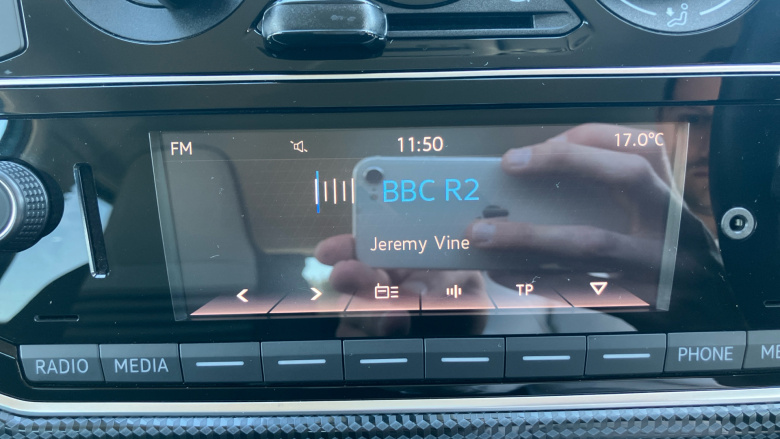 FM 11:50 17.0°C
BBC R2
Jeremy Vine
TP
RADIO MEDIA PHONE